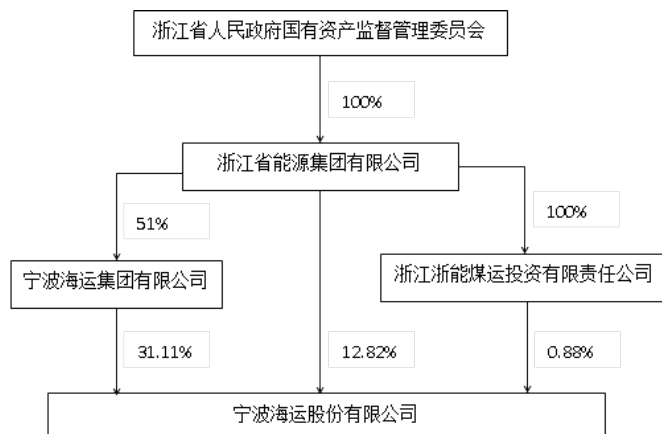 浙江省人民政府国有资产监督管理委员会
100%
浙江省能源集团有限公司
51%
100%
宁波海运集团有限公司
浙江浙能煤运投资有限责任公司
31.11%
12.82%
0.88%
宁波海运股份有限公司